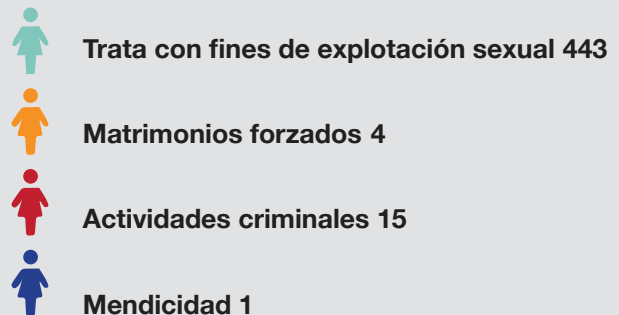 Trata con fines de explotación sexual 443
Matrimonios forzados 4
Actividades criminales 15
Mendicidad 1